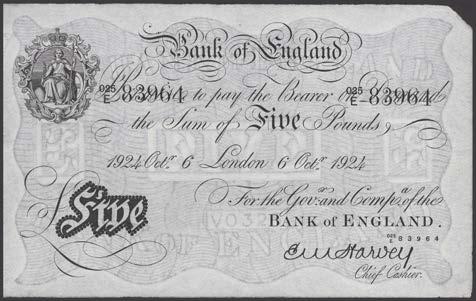 Bank of England
025/E 83964 Promise to pay the Bearer on Demand 025/E 83964
the Sum of Five Pounds
1924 Octr 6 London 6 Octr 1924
For the Govr and Compa of the
BANK OF ENGLAND.
025/E 83964
Five
Chief Cashier.